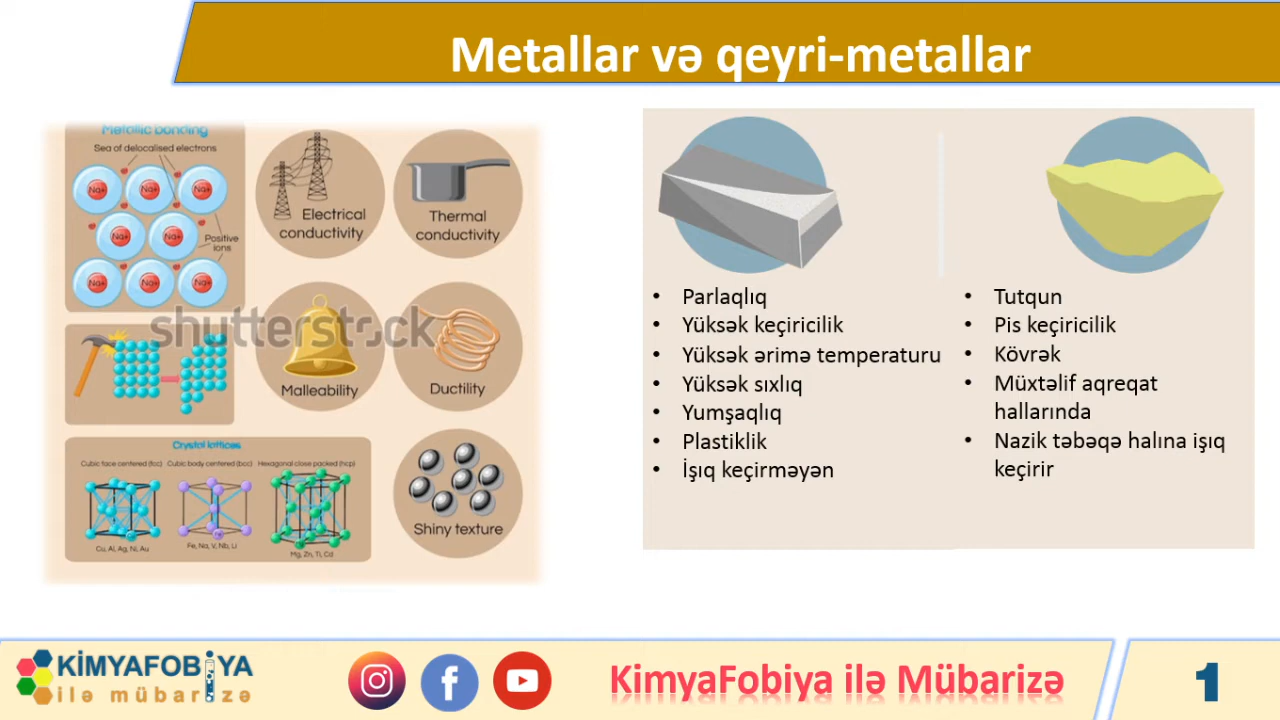 Metallar və qeyri-metallar
Metallic bonding
Sea of delocalised electrons
Na+ Na+ Na+
Na+ Na+
Positive
ions
Na+ Na+ Na+
Electrical
conductivity
Thermal
conductivity
shutterstock
Malleability
Ductility
Crystal lattices
Cubic face centered (fcc) Cubic body centered (bcc) Hexagonal close packed (hcp)
Cu, Al, Ag, Ni, Au
Fe, Na, V, Nb, Li
Mg, Zn, Ti, Cd
Shiny texture
• Parlaqlıq
• Yüksək keçiricilik
• Yüksək ərimə temperaturu
• Yüksək sıxlıq
• Yumşaqlıq
• Plastiklik
• İşıq keçirməyən
• Tutqun
• Pis keçiricilik
• Kövrək
• Müxtəlif aqreqat
hallarında
• Nazik təbəqə halına işıq
keçirir
KİMYAFOBİYA
ilə mübarizə
KimyaFobiya ilə Mübarizə
1